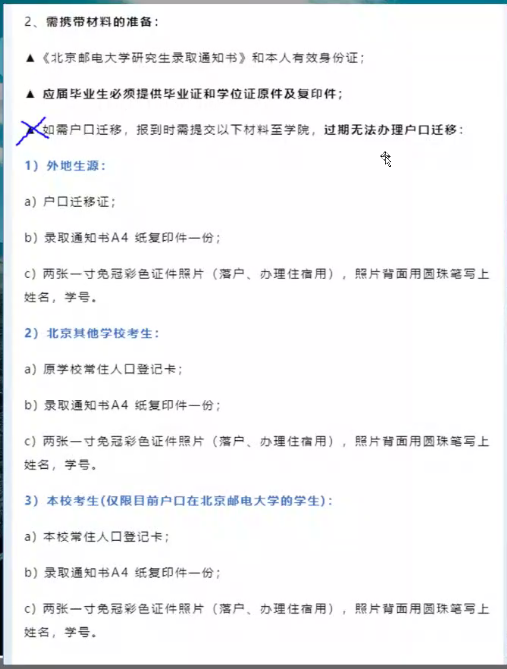 2、需携带材料的准备：
▲《北京邮电大学研究生录取通知书》和本人有效身份证；
▲ 应届毕业生必须提供毕业证和学位证原件及复印件；
▲ 如需户口迁移，报到时需提交以下材料至学院，过期无法办理户口迁移：
1）外地生源：
a）户口迁移证；
b）录取通知书A4 纸复印件一份；
c）两张一寸免冠彩色证件照片（落户、办理住宿用），照片背面用圆珠笔写上
姓名，学号。
2）北京其他学校考生：
a）原学校常住人口登记卡；
b）录取通知书A4 纸复印件一份；
c）两张一寸免冠彩色证件照片（落户、办理住宿用），照片背面用圆珠笔写上
姓名，学号。
3）本校考生(仅限目前户口在北京邮电大学的学生)：
a）本校常住人口登记卡；
b）录取通知书A4 纸复印件一份；
c）两张一寸免冠彩色证件照片（落户、办理住宿用），照片背面用圆珠笔写上
姓名，学号。